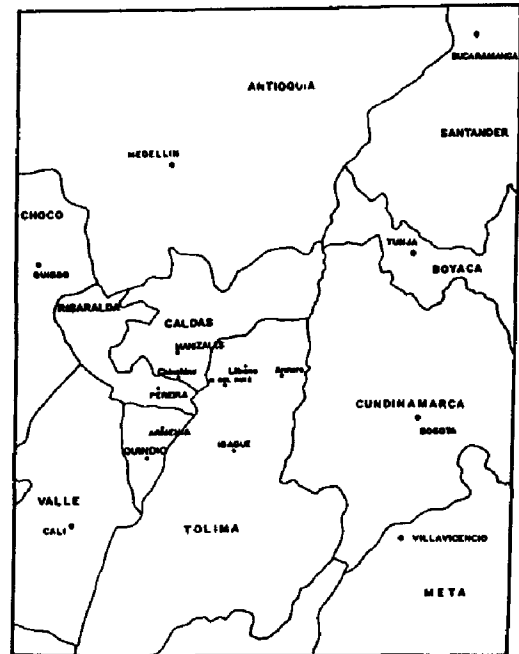 BUCARAMANGA
ANTIOQUIA
SANTANDER
MEDELLIN
CHOCO
TUNJA
QUIBDO
BOYACA
RISARALDA
CALDAS
MANIZALES
Chinchina
Líbano
Armero
PEREIRA
CUNDINAMARCA
BOGOTA
ARMENIA
IBAGUE
QUINDIO
VALLE
CALI
TOLIMA
VILLAVICENCIO
META